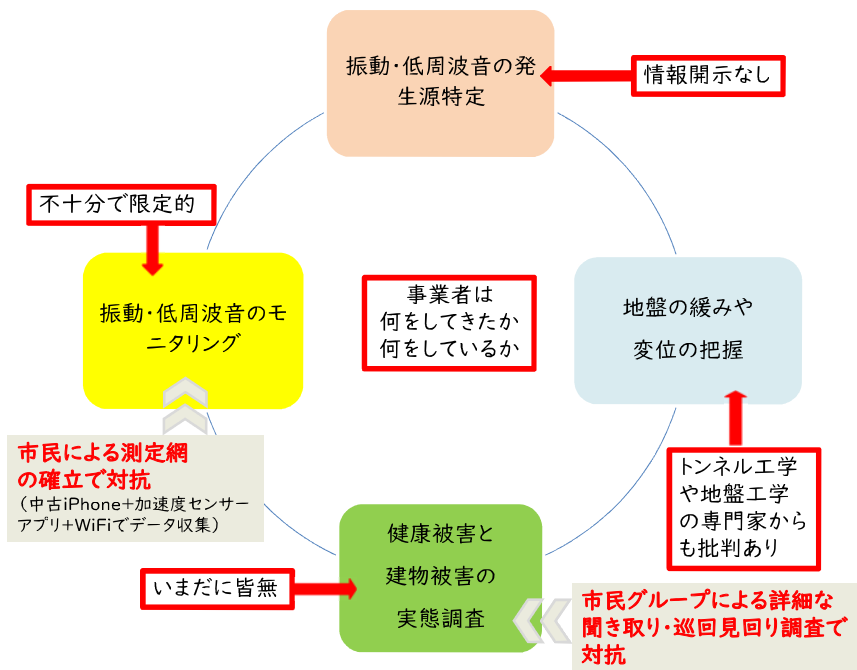 振動・低周波音の発
生源特定
情報開示なし
不十分で限定的
振動・低周波音のモ
ニタリング
事業者は
何をしてきたか
何をしているか
地盤の緩みや
変位の把握
市民による測定網
の確立で対抗
（中古iPhone＋加速度センサー
アプリ＋WiFiでデータ収集）
トンネル工学
や地盤工学
の専門家から
も批判あり
健康被害と
建物被害の
実態調査
いまだに皆無
市民グループによる詳細な
聞き取り・巡回見回り調査で
対抗